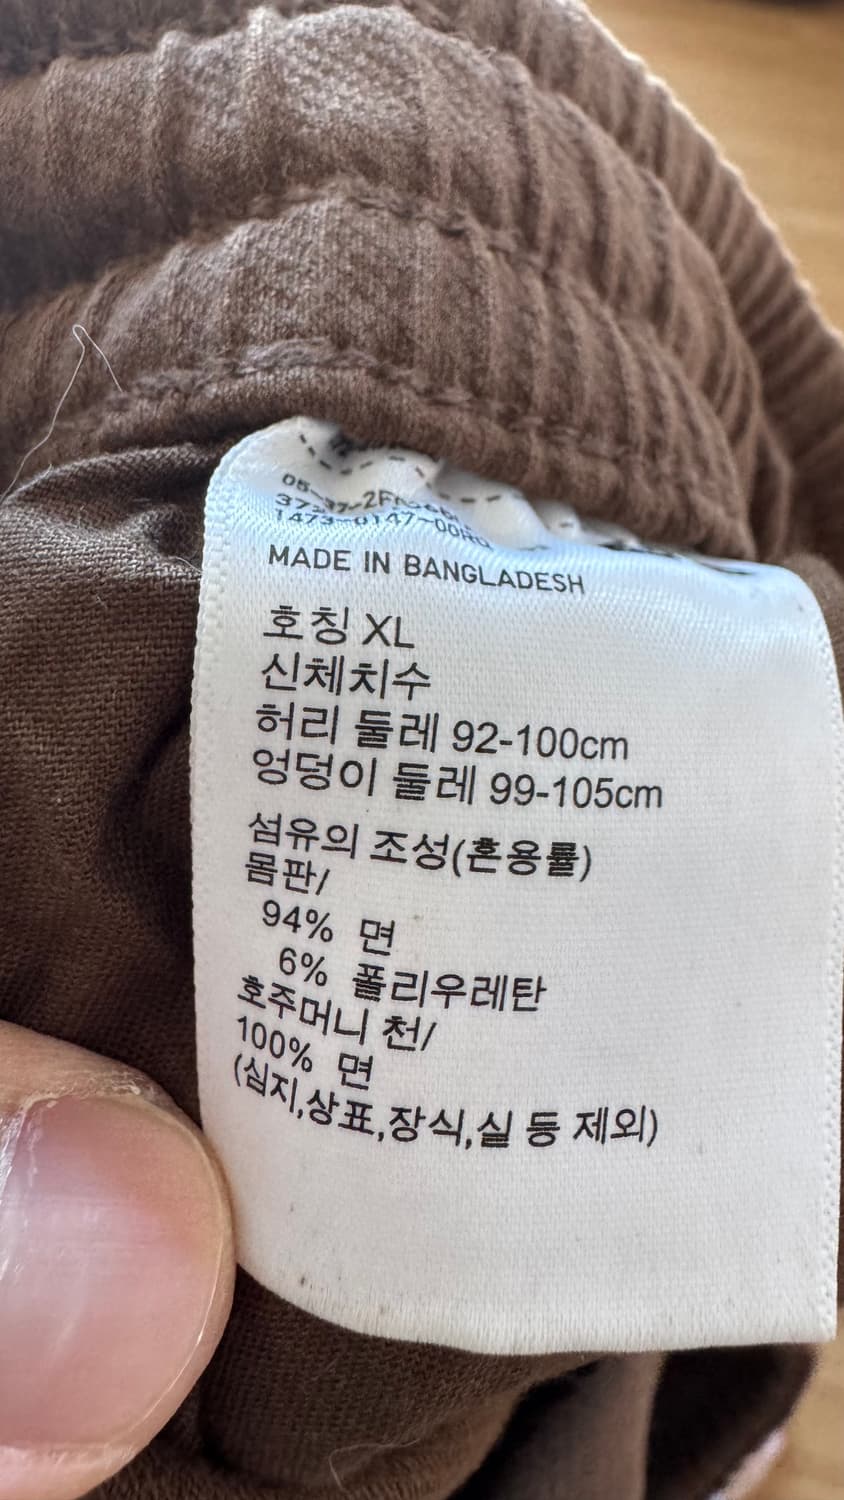 MADE IN BANGLADESH
호칭 XL
신체치수
허리 둘레 92-100cm
엉덩이 둘레 99-105cm
섬유의 조성(혼용률)
몸판/
94% 면
6% 폴리우레탄
호주머니 천/
100% 면
(심지,상표,장식,실 등 제외)